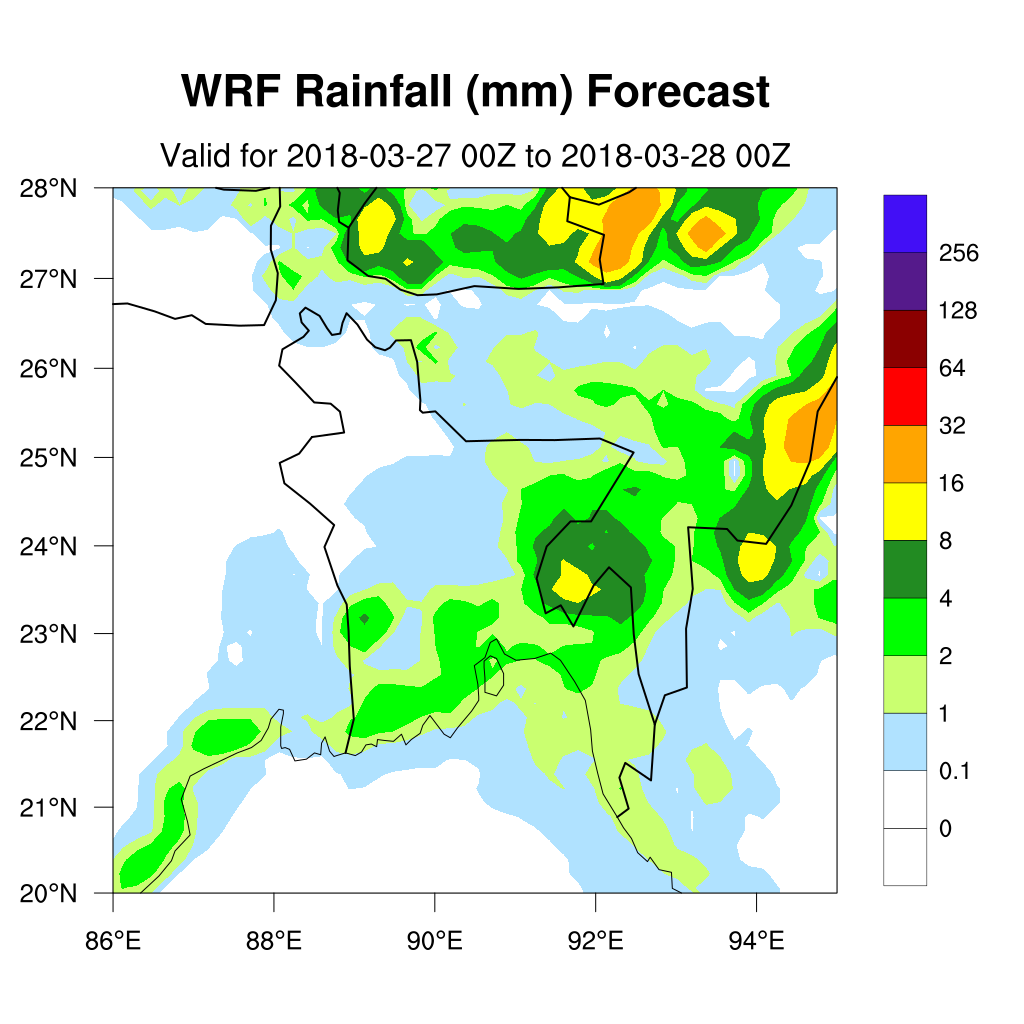 WRF Rainfall (mm) Forecast
Valid for 2018-03-27 00Z to 2018-03-28 00Z
28°N
27°N
26°N
25°N
24°N
23°N
22°N
21°N
20°N
86°E 88°E 90°E 92°E 94°E
256
128
64
32
16
8
4
2
1
0.1
0